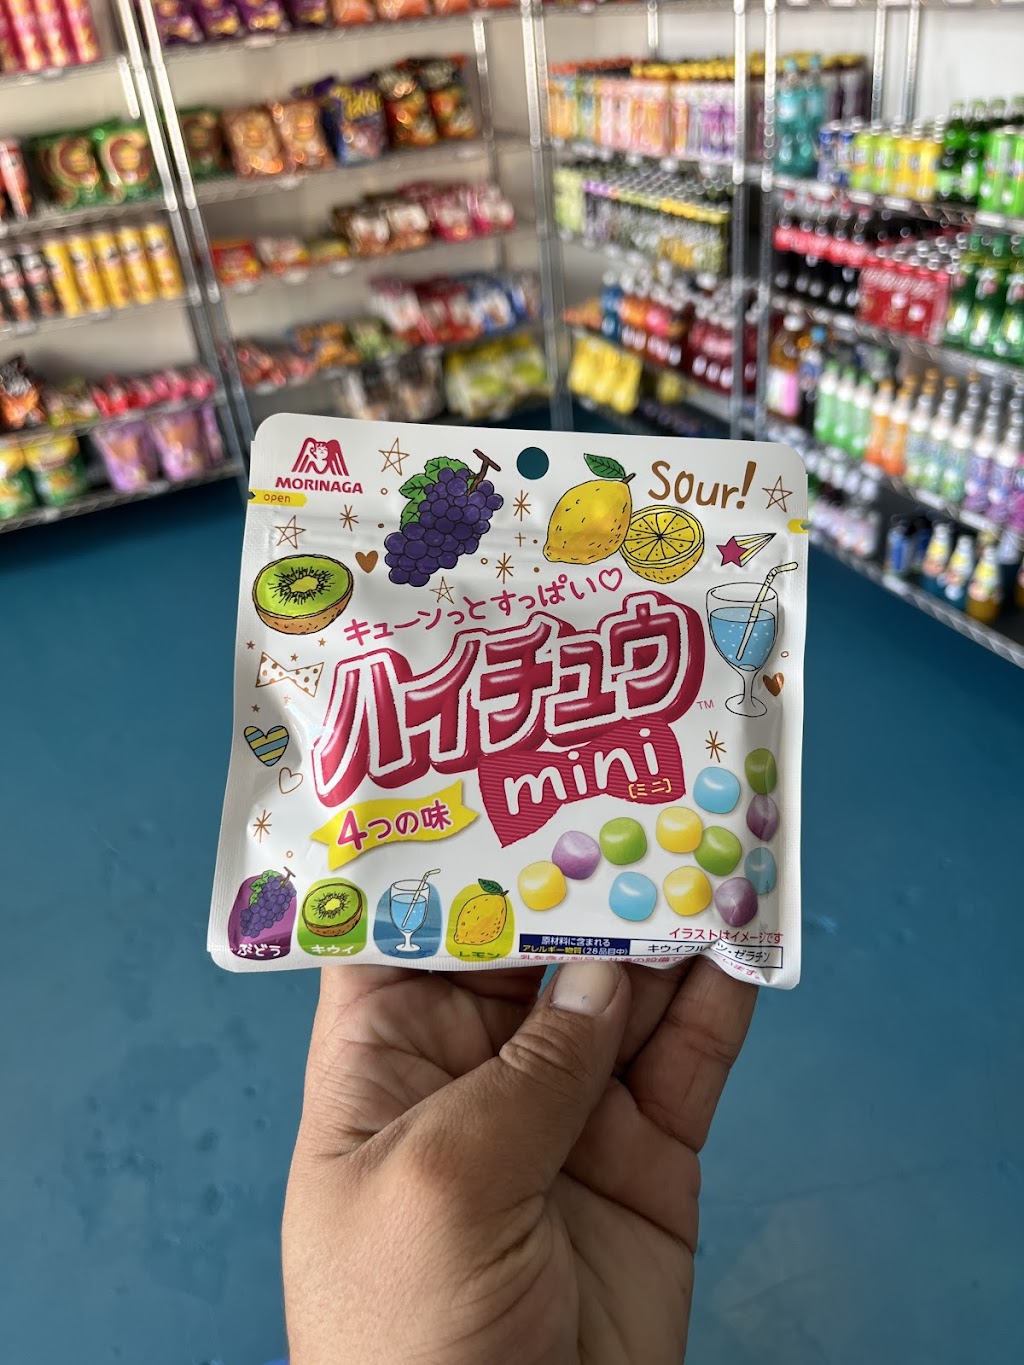 MORINAGA
open
Sour!
キューンっとすっぱい♡
ハイチュウ
TM
mini
[ミニ]
4つの味
ぶどう
キウイ
レモン
イラストはイメージです
原材料に含まれる
アレルギー物質(28品目中)
キウイフル
・ゼラチン